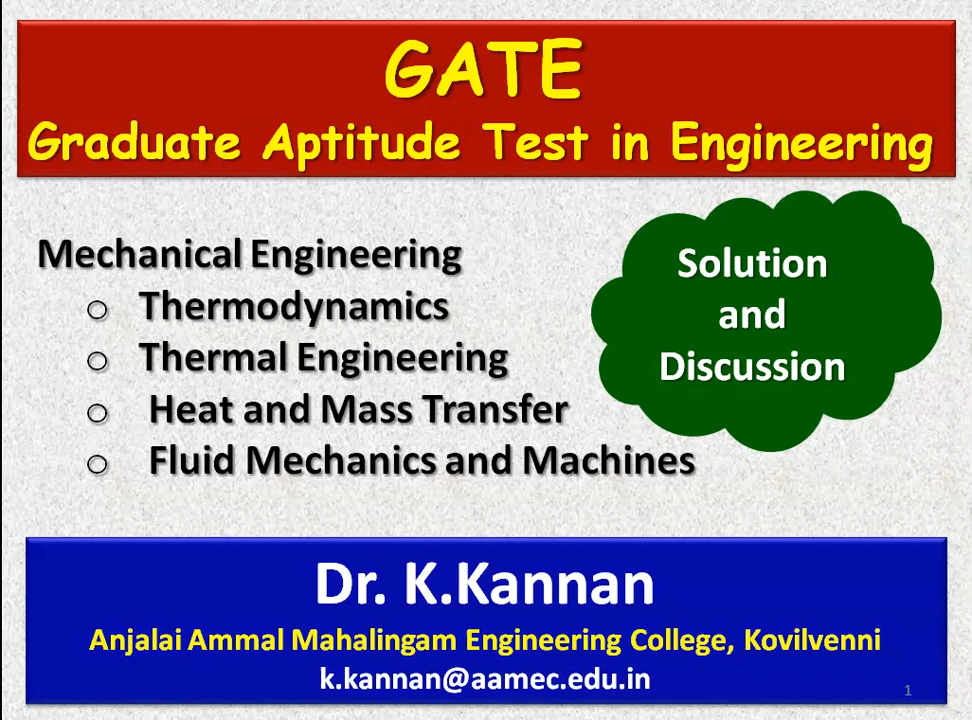 GATE
Graduate Aptitude Test in Engineering
Mechanical Engineering
o Thermodynamics
o Thermal Engineering
o Heat and Mass Transfer
o Fluid Mechanics and Machines
Solution
and
Discussion
Dr. K.Kannan
Anjalai Ammal Mahalingam Engineering College, Kovilvenni
k.kannan@aamec.edu.in
1